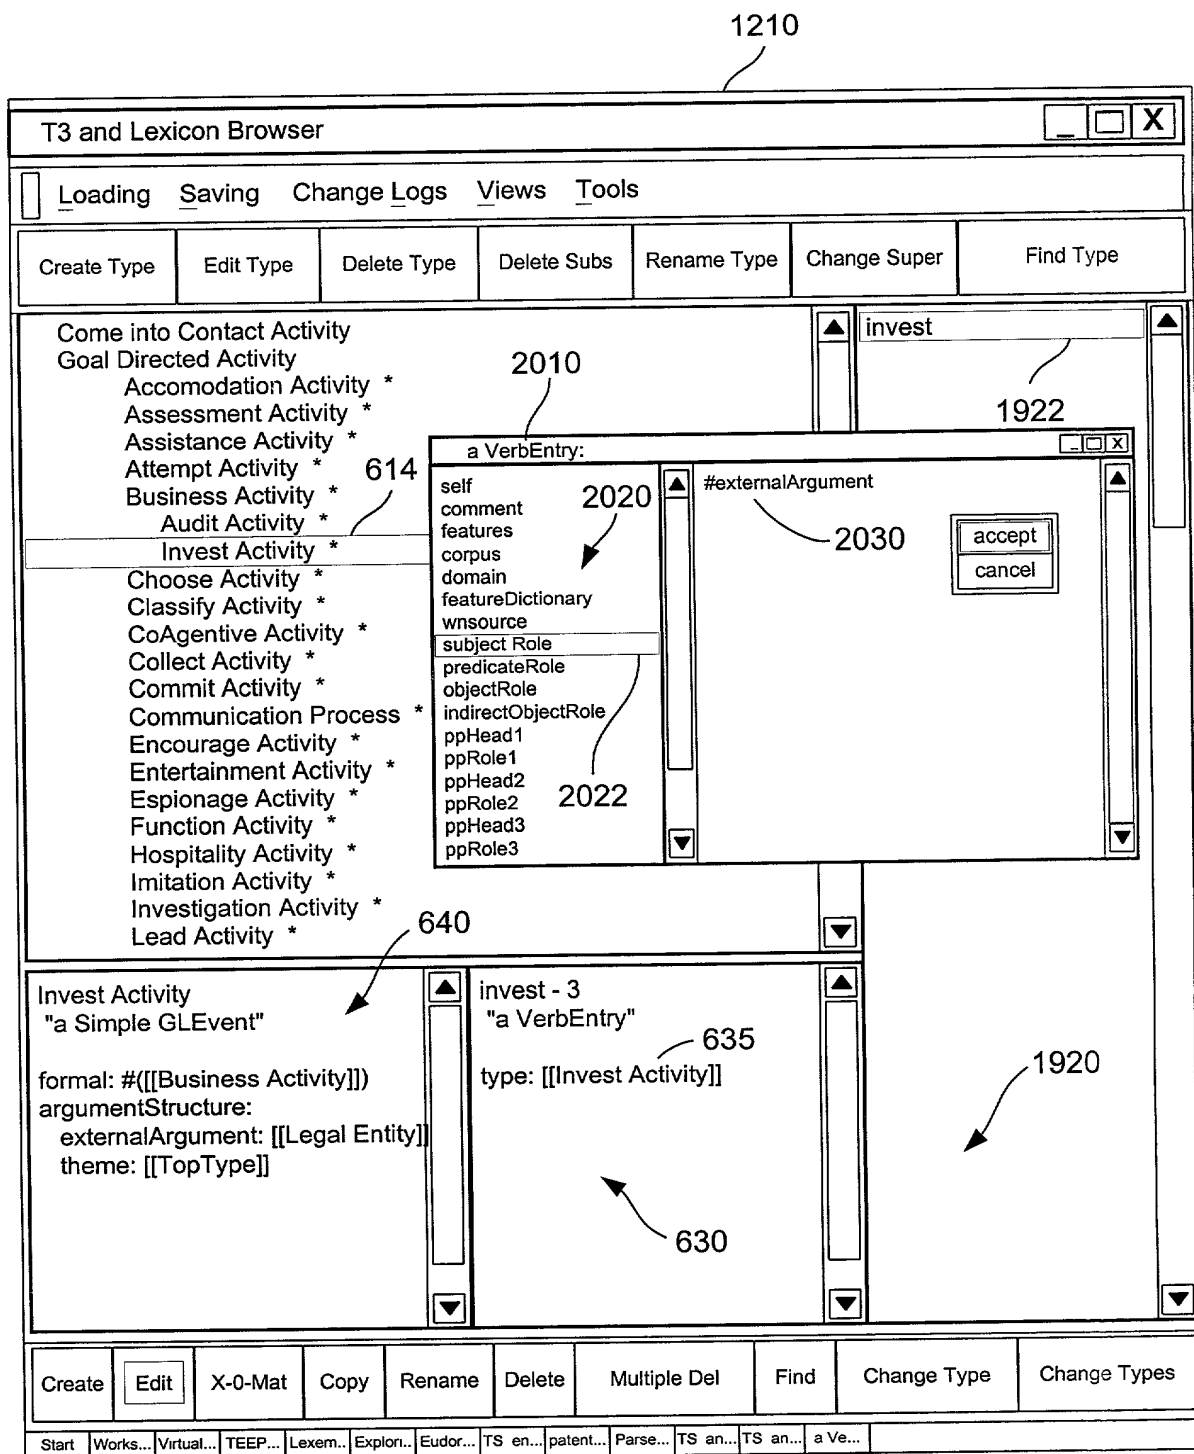 1210
T3 and Lexicon Browser
_ X
Loading Saving Change Logs Views Tools
Create Type Edit Type Delete Type Delete Subs Rename Type Change Super Find Type
Come into Contact Activity
Goal Directed Activity
Accomodation Activity *
Assessment Activity *
Assistance Activity *
Attempt Activity *
Business Activity *
Audit Activity *
Invest Activity *
Choose Activity *
Classify Activity *
CoAgentive Activity *
Collect Activity *
Commit Activity *
Communication Process *
Encourage Activity *
Entertainment Activity *
Espionage Activity *
Function Activity *
Hospitality Activity *
Imitation Activity *
Investigation Activity *
Lead Activity *
614
invest
1922
2010
a VerbEntry:
_ X
self
comment
features
corpus
domain
featureDictionary
wnsource
subject Role
predicateRole
objectRole
indirectObjectRole
ppHead1
ppRole1
ppHead2
ppRole2
ppHead3
ppRole3
2020
2022
#externalArgument
2030
accept
cancel
640
Invest Activity
"a Simple GLEvent"
formal: #([[Business Activity]])
argumentStructure:
externalArgument: [[Legal Entity]]
theme: [[TopType]]
invest - 3
"a VerbEntry"
635
type: [[Invest Activity]]
630
1920
Create Edit X-0-Mat Copy Rename Delete Multiple Del Find Change Type Change Types
Start Works... Virtual... TEEP... Lexem.. Explori.. Eudor... TS en... patent... Parse... TS an... TS an... a Ve...